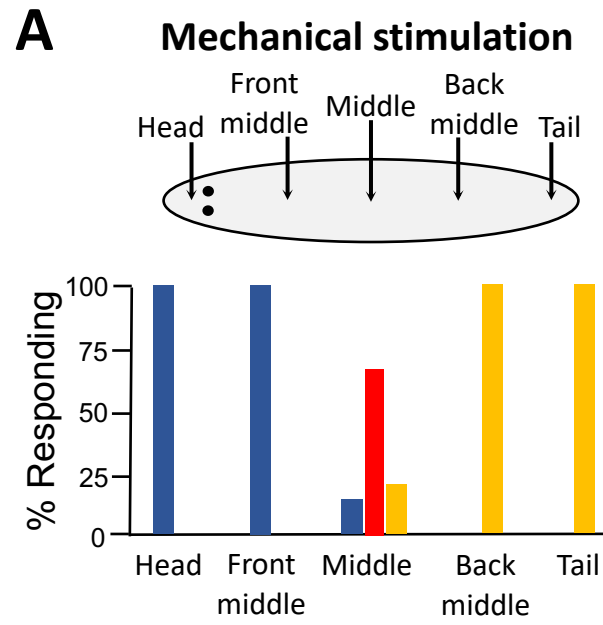 A
Mechanical stimulation
Head
Front
middle
Middle
Back
middle
Tail
% Responding
100
75
50
25
0
Head
Front
middle
Middle
Back
middle
Tail